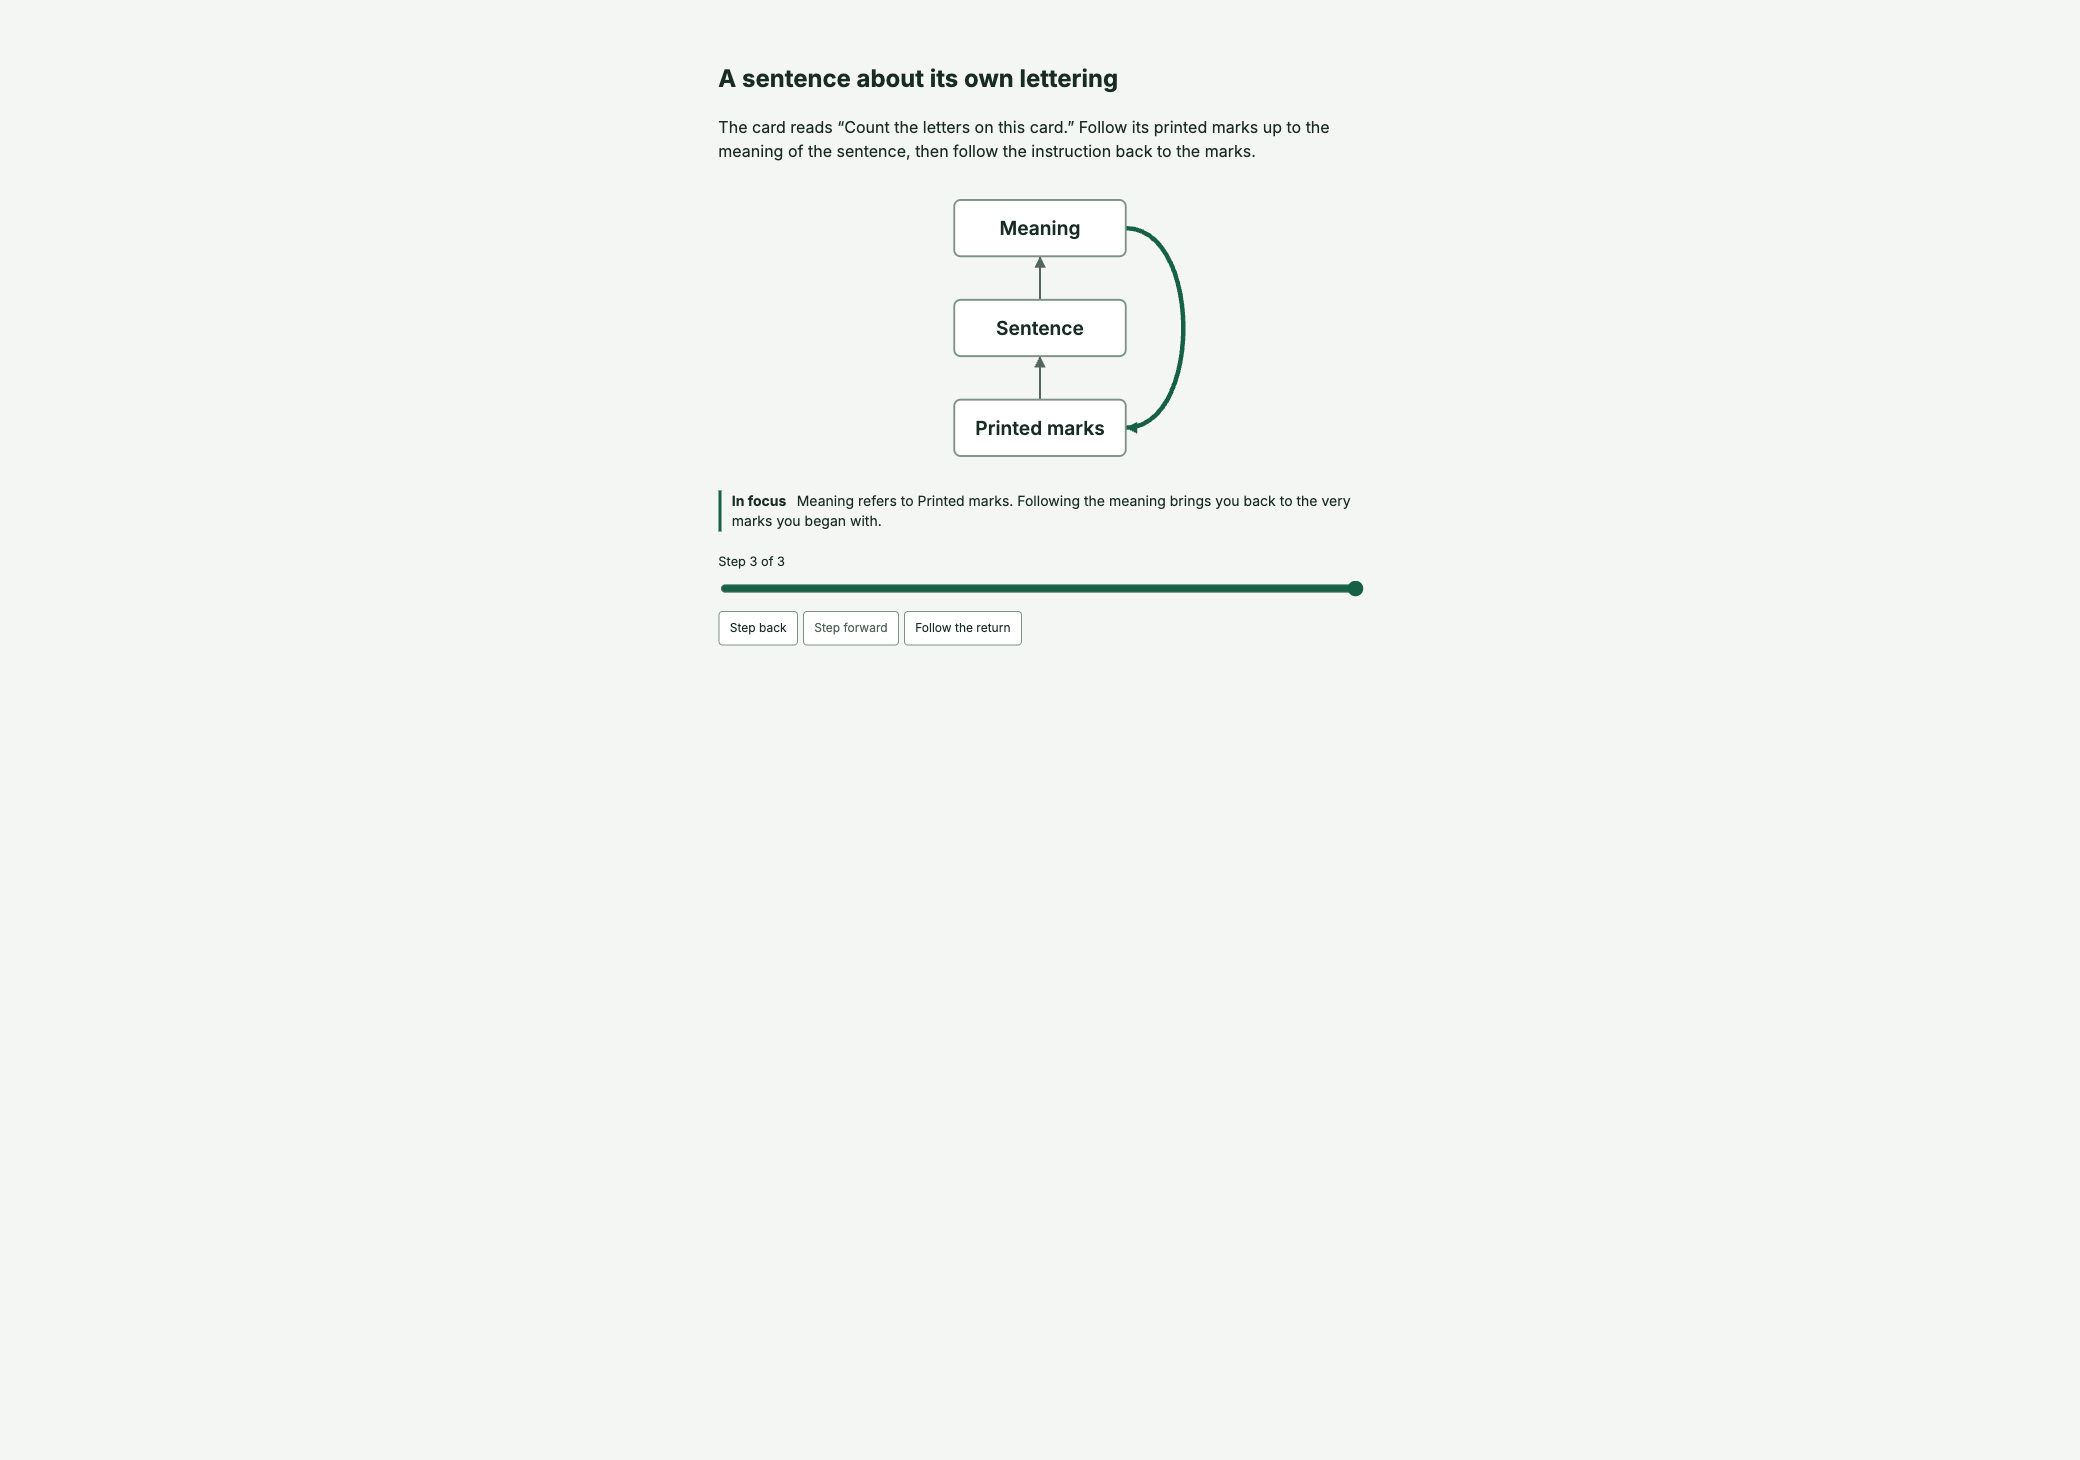 A sentence about its own lettering
The card reads “Count the letters on this card.” Follow its printed marks up to the
meaning of the sentence, then follow the instruction back to the marks.
Meaning
Sentence
Printed marks
In focus Meaning refers to Printed marks. Following the meaning brings you back to the very
marks you began with.
Step 3 of 3
Step back Step forward Follow the return